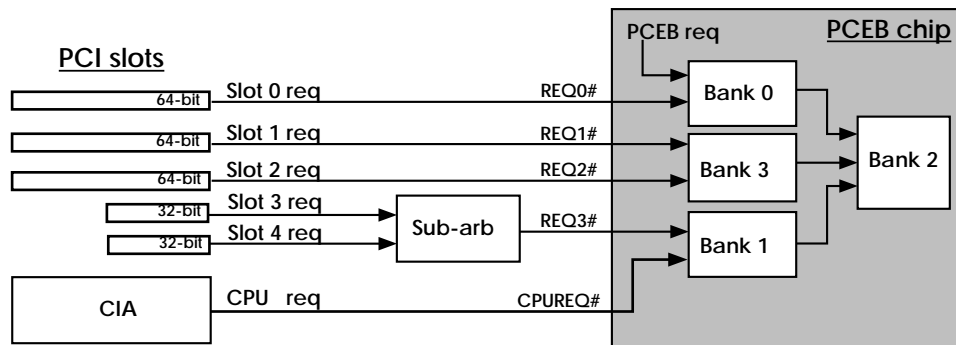 PCI slots
PCEB req
PCEB chip
64-bit
Slot 0 req
REQ0#
Bank 0
64-bit
Slot 1 req
REQ1#
64-bit
Slot 2 req
REQ2#
Bank 3
Bank 2
32-bit
Slot 3 req
32-bit
Slot 4 req
Sub-arb
REQ3#
Bank 1
CIA
CPU req
CPUREQ#